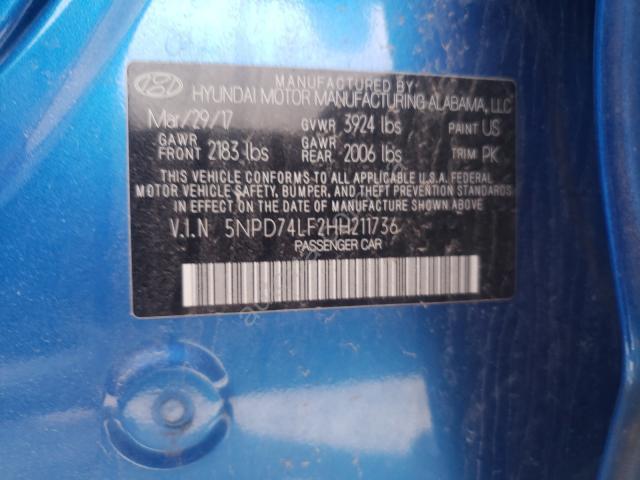 MANUFACTURED BY
HYUNDAI MOTOR MANUFACTURING ALABAMA, LLC
Mar/29/17 GVWR 3924 lbs PAINT US
GAWR FRONT 2183 lbs GAWR REAR 2006 lbs TRIM PK
THIS VEHICLE CONFORMS TO ALL APPLICABLE U.S.A. FEDERAL
MOTOR VEHICLE SAFETY, BUMPER, AND THEFT PREVENTION STANDARDS
IN EFFECT ON THE DATE OF MANUFACTURE SHOWN ABOVE.
V.I.N 5NPD74LF2HH211736
PASSENGER CAR